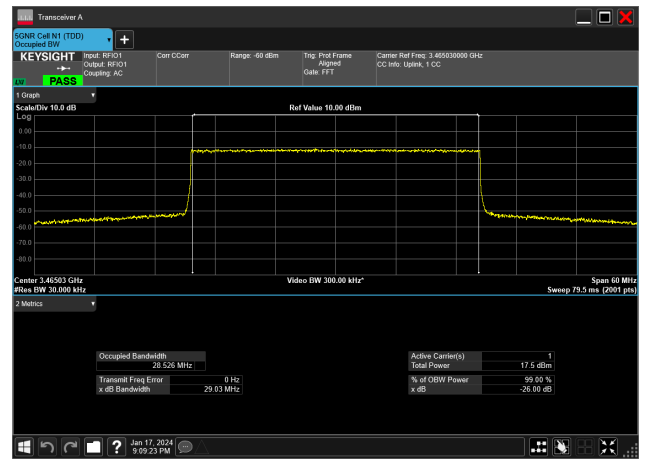 Transceiver A
5GNR Cell N1 (TDD)
Occupied BW
KEYSIGHT
LW PASS
Input: RFIO1
Output: RFIO1
Coupling: AC
Corr CCorr
Range: -60 dBm
Trig: Prot Frame
Aligned
Gate: FFT
Carrier Ref Freq: 3.465030000 GHz
CC Info: Uplink, 1 CC
1 Graph
Scale/Div 10.0 dB
Ref Value 10.00 dBm
Log
0.00
-10.0
-20.0
-30.0
-40.0
-50.0
-60.0
-70.0
-80.0
Center 3.46503 GHz
Video BW 300.00 kHz*
Span 60 MHz
#Res BW 30.000 kHz
Sweep 79.5 ms (2001 pts)
2 Metrics
Occupied Bandwidth
28.526 MHz
Transmit Freq Error 0 Hz
x dB Bandwidth 29.03 MHz
Active Carrier(s) 1
Total Power 17.5 dBm
% of OBW Power 99.00 %
x dB -26.00 dB
?
Jan 17, 2024
9:09:23 PM